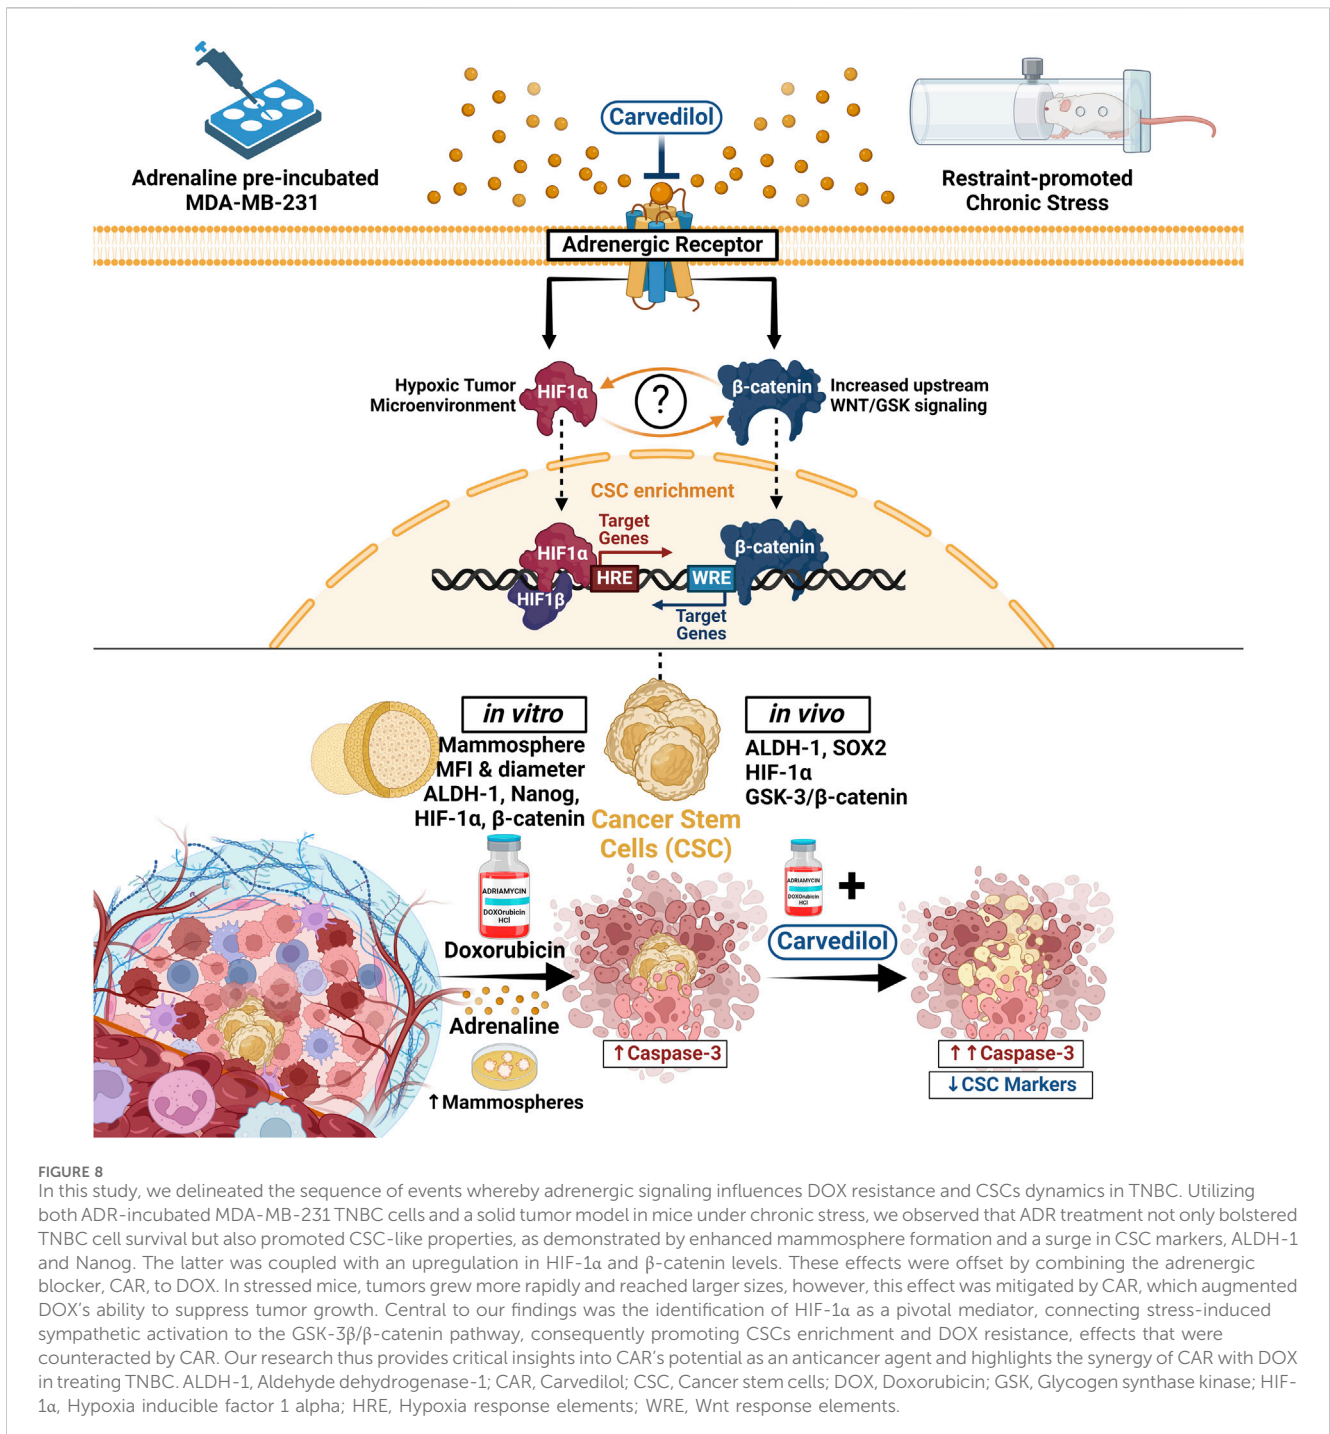 Carvedilol
Adrenaline pre-incubated
MDA-MB-231
Restraint-promoted
Chronic Stress
Adrenergic Receptor
Hypoxic Tumor
Microenvironment
HIF1α
?
β-catenin
Increased upstream
WNT/GSK signaling
CSC enrichment
Target
Genes
HIF1α
β-catenin
HRE
WRE
HIF1β
Target
Genes
in vitro
Mammosphere
MFI & diameter
ALDH-1, Nanog,
HIF-1α, β-catenin
in vivo
ALDH-1, SOX2
HIF-1α
GSK-3/β-catenin
Cancer Stem
Cells (CSC)
ADRIAMYCIN
DOXOrubicin
HCl
Doxorubicin
ADRIAMYCIN
DOXOrubicin
HCl
+
Carvedilol
Adrenaline
↑Mammospheres
↑Caspase-3
↑↑Caspase-3
↓CSC Markers
FIGURE 8
In this study, we delineated the sequence of events whereby adrenergic signaling influences DOX resistance and CSCs dynamics in TNBC. Utilizing
both ADR-incubated MDA-MB-231 TNBC cells and a solid tumor model in mice under chronic stress, we observed that ADR treatment not only bolstered
TNBC cell survival but also promoted CSC-like properties, as demonstrated by enhanced mammosphere formation and a surge in CSC markers, ALDH-1
and Nanog. The latter was coupled with an upregulation in HIF-1α and β-catenin levels. These effects were offset by combining the adrenergic
blocker, CAR, to DOX. In stressed mice, tumors grew more rapidly and reached larger sizes, however, this effect was mitigated by CAR, which augmented
DOX's ability to suppress tumor growth. Central to our findings was the identification of HIF-1α as a pivotal mediator, connecting stress-induced
sympathetic activation to the GSK-3β/β-catenin pathway, consequently promoting CSCs enrichment and DOX resistance, effects that were
counteracted by CAR. Our research thus provides critical insights into CAR's potential as an anticancer agent and highlights the synergy of CAR with DOX
in treating TNBC. ALDH-1, Aldehyde dehydrogenase-1; CAR, Carvedilol; CSC, Cancer stem cells; DOX, Doxorubicin; GSK, Glycogen synthase kinase; HIF-
1α, Hypoxia inducible factor 1 alpha; HRE, Hypoxia response elements; WRE, Wnt response elements.